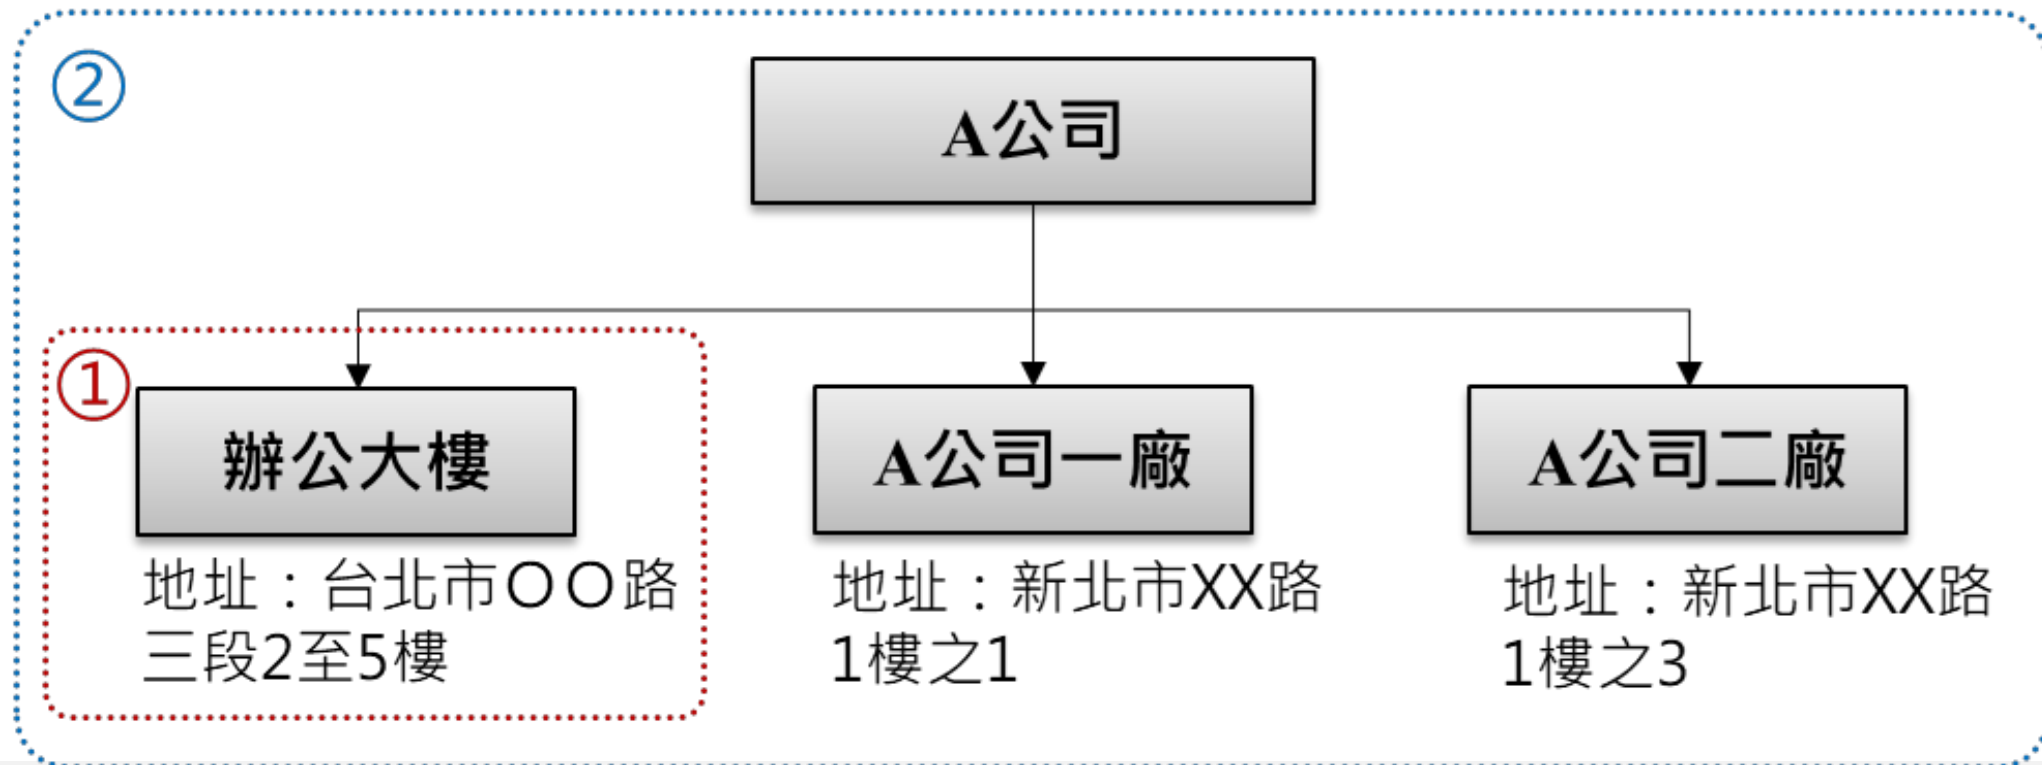 ②
A公司
①
辦公大樓
A公司一廠
A公司二廠
地址：台北市〇〇路
三段2至5樓
地址：新北市XX路
1樓之1
地址：新北市XX路
1樓之3